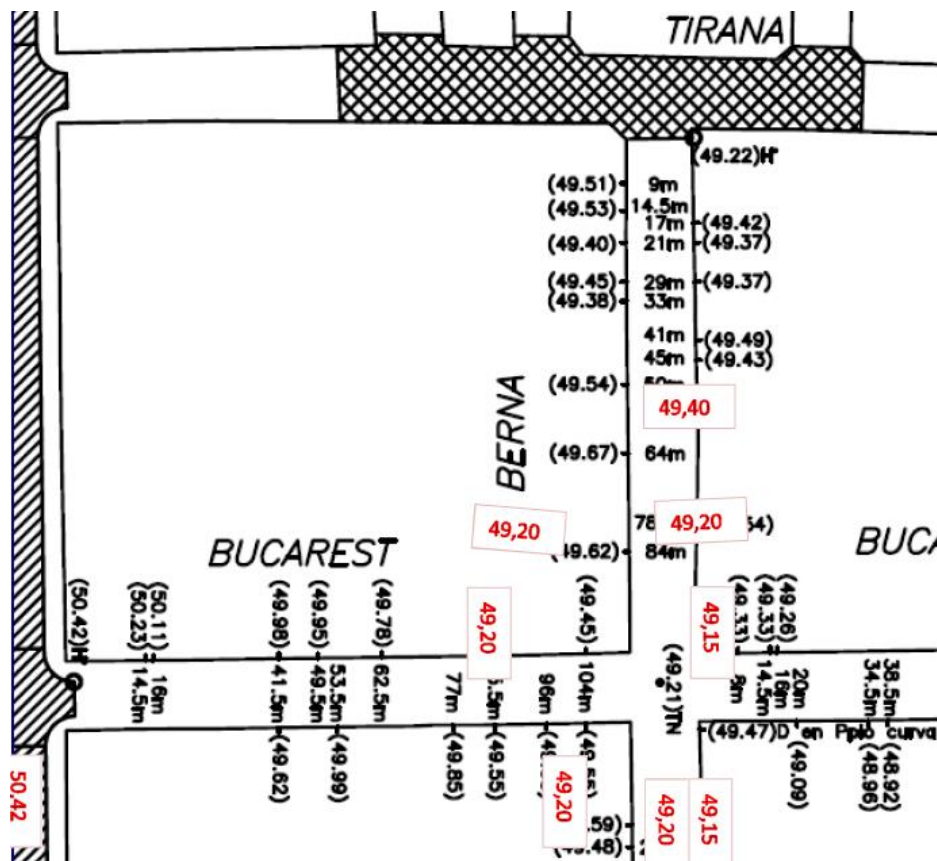 TIRANA
(49.22)H"
(49.51) 9m
(49.53) 14.5m
17m (49.42)
(49.40) 21m (49.37)
(49.45) 29m (49.37)
(49.38) 33m
41m (49.49)
45m (49.43)
(49.54)
49,40
BERNA
(49.67) 64m
49,20
49,20
84m
BUCAREST
(50.42)H"
(50.23)
(50.11)
(49.98)
(49.95)
(49.78)
49,20
(49.45)
49,15
(49.33)
(49.26)
14.5m
16m
41.5m
49.5m
53.5m
62.5m
77m
96m
104m
(49.21)TN
14.5m
16m
20m
34.5m
38.5m
(49.47)D en Ppio curva
(49.62)
(49.99)
(49.85)
(49.55)
(49.09)
(48.96)
(48.92)
50.42
49,20
49,20
49,15